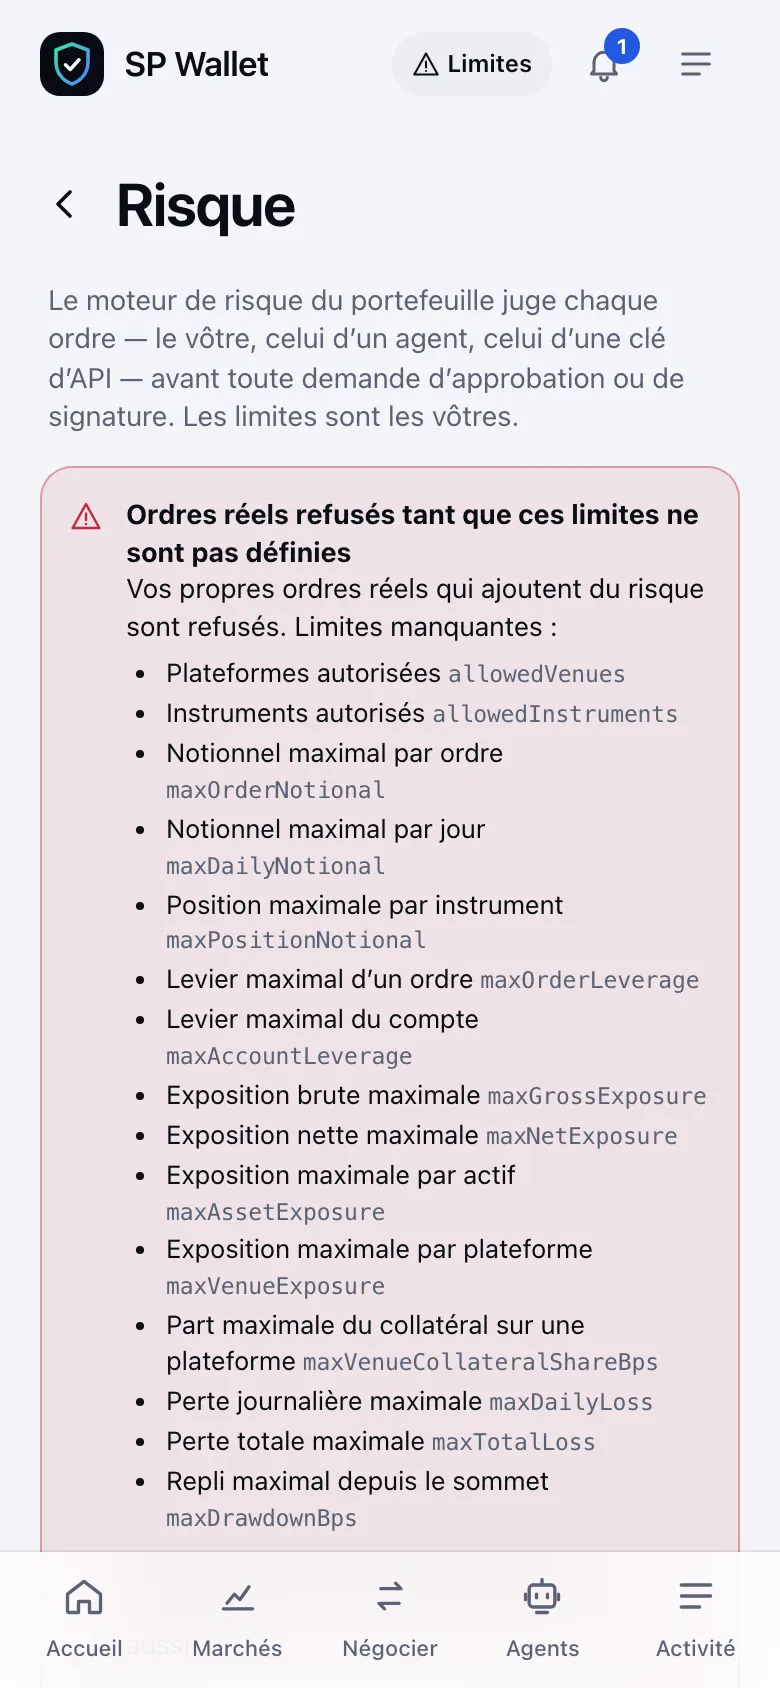 SP Wallet
Limites
1
Risque
Le moteur de risque du portefeuille juge chaque
ordre — le vôtre, celui d’un agent, celui d’une clé
d’API — avant toute demande d’approbation ou de
signature. Les limites sont les vôtres.
Ordres réels refusés tant que ces limites ne
sont pas définies
Vos propres ordres réels qui ajoutent du risque
sont refusés. Limites manquantes :
• Plateformes autorisées allowedVenues
• Instruments autorisés allowedInstruments
• Notionnel maximal par ordre
maxOrderNotional
• Notionnel maximal par jour
maxDailyNotional
• Position maximale par instrument
maxPositionNotional
• Levier maximal d’un ordre maxOrderLeverage
• Levier maximal du compte
maxAccountLeverage
• Exposition brute maximale maxGrossExposure
• Exposition nette maximale maxNetExposure
• Exposition maximale par actif
maxAssetExposure
• Exposition maximale par plateforme
maxVenueExposure
• Part maximale du collatéral sur une
plateforme maxVenueCollateralShareBps
• Perte journalière maximale maxDailyLoss
• Perte totale maximale maxTotalLoss
• Repli maximal depuis le sommet
maxDrawdownBps
Accueil Marchés Négocier Agents Activité